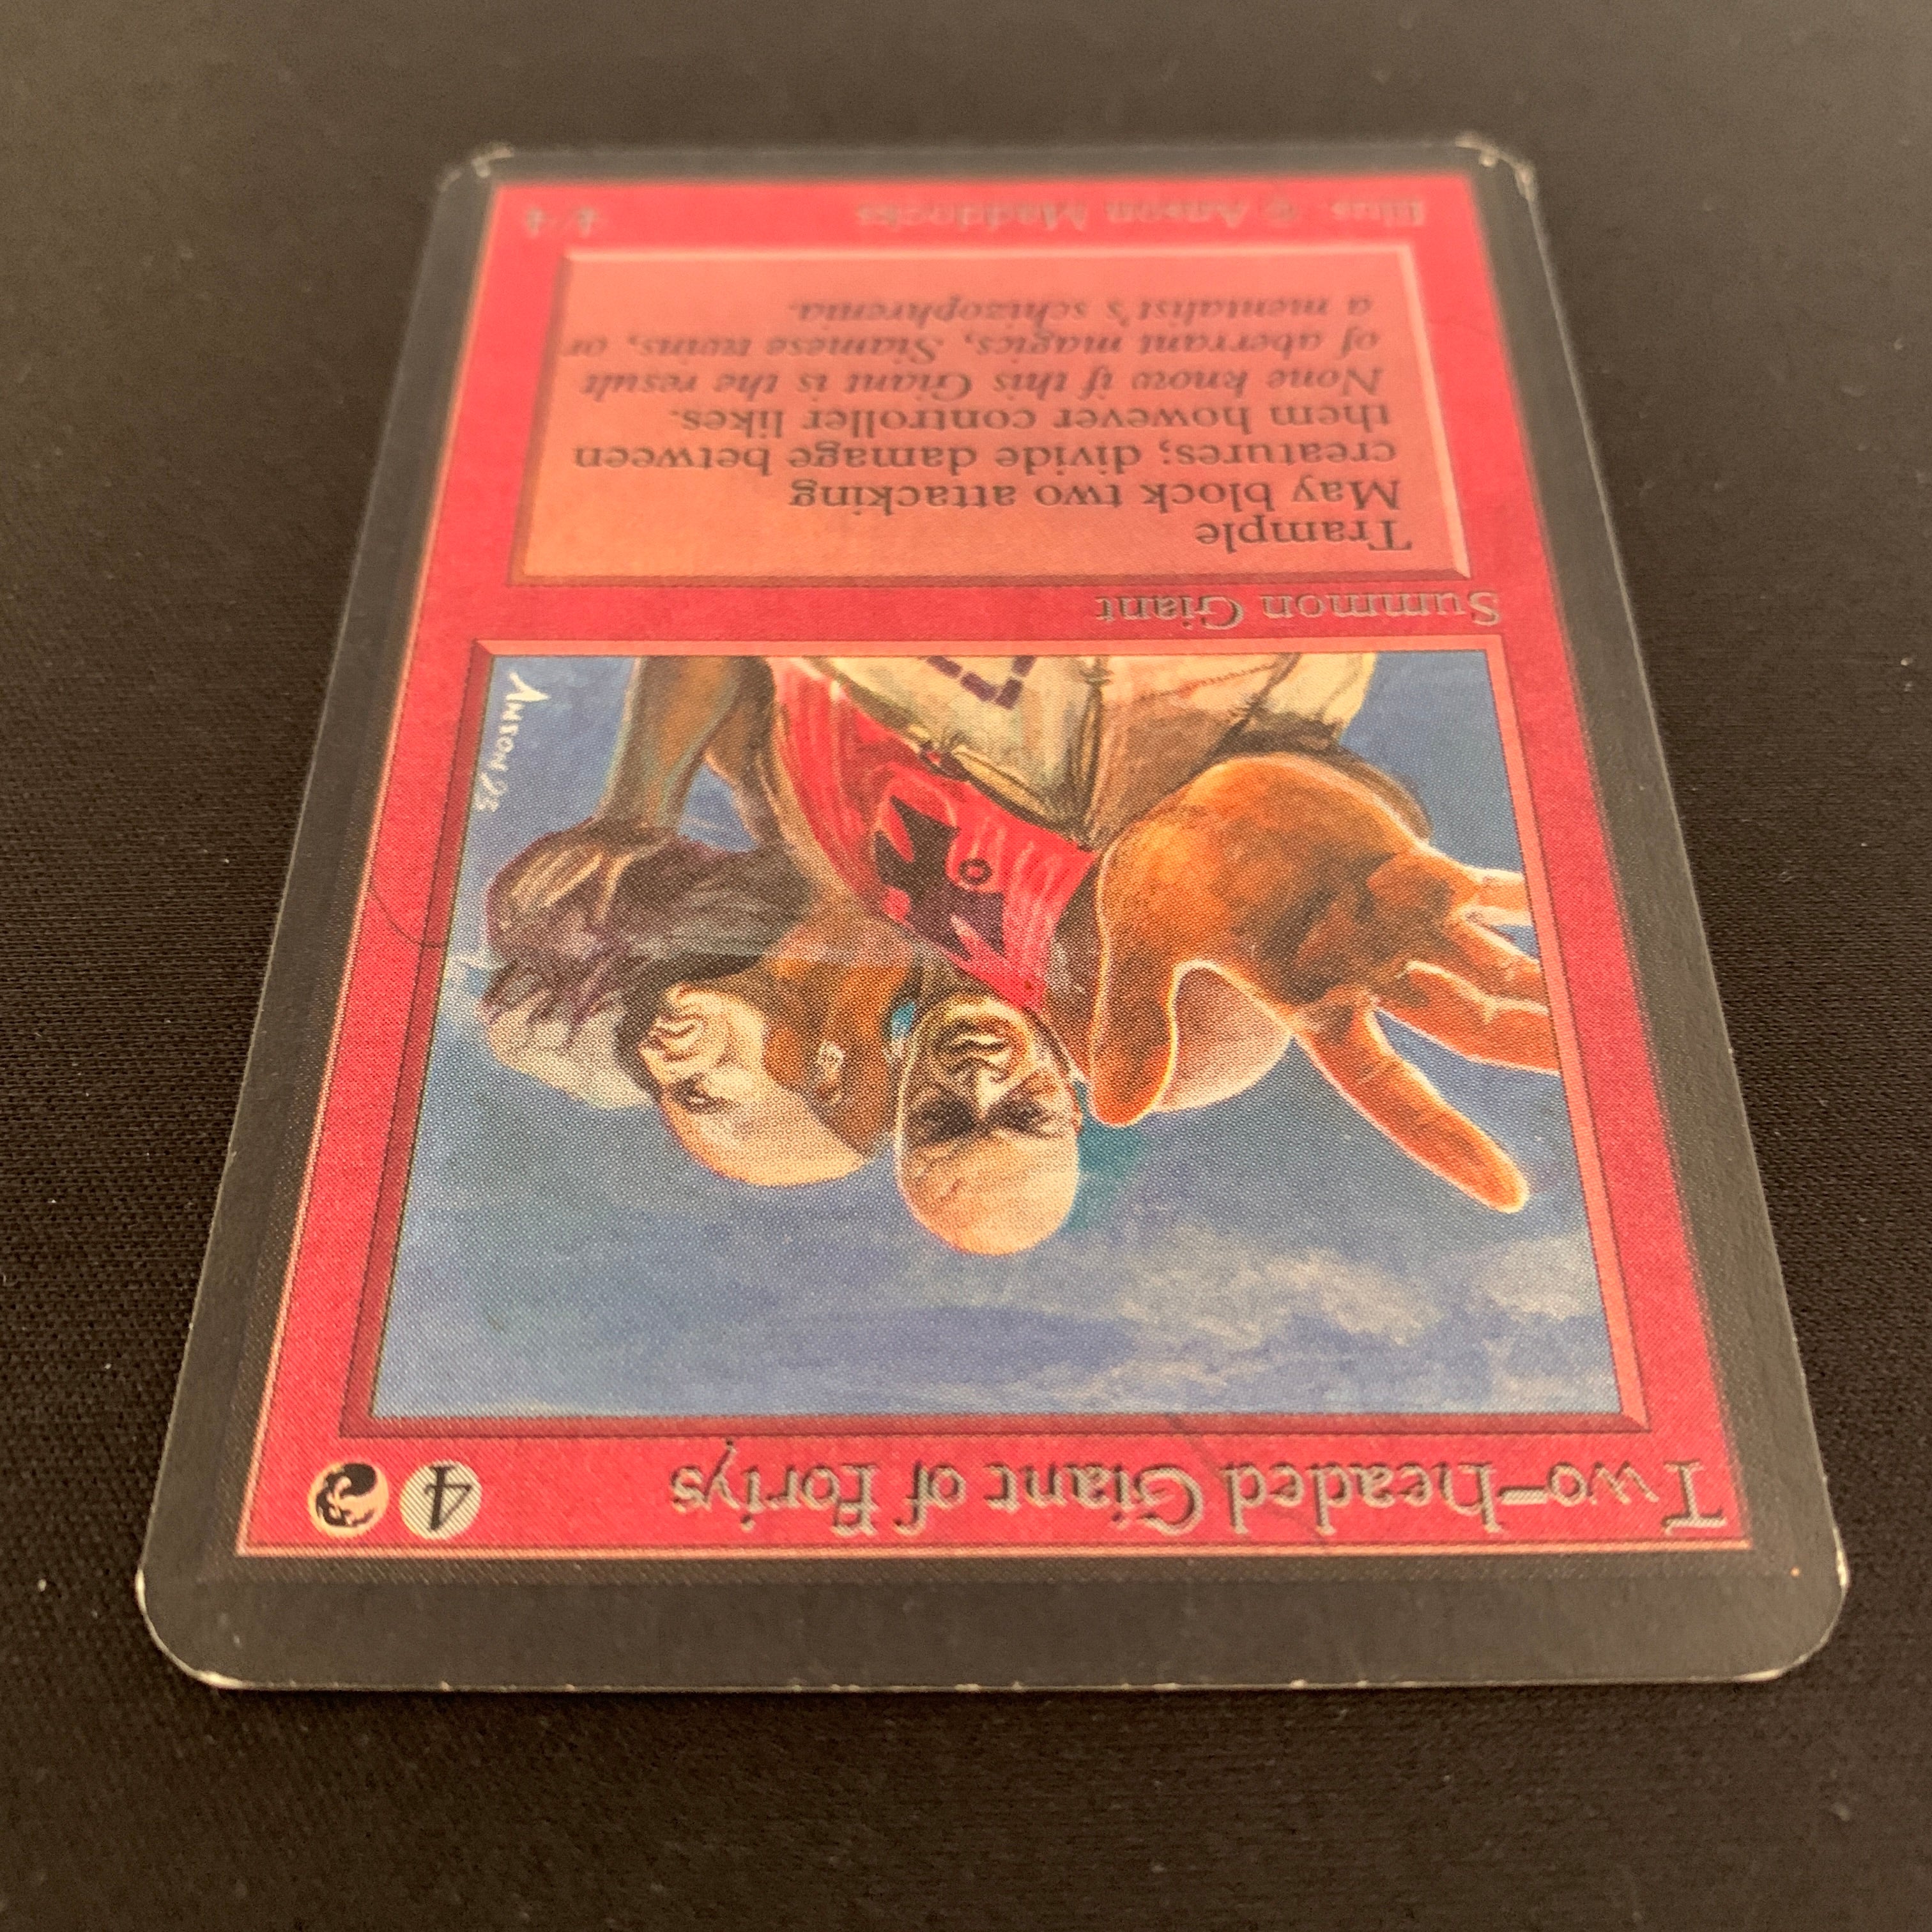 Two-headed Giant of Foriys
4
Summon Giant
Trample
May block two attacking
creatures; divide damage between
them however controller likes.
None know if this Giant is the result
of aberrant magics, Siamese twins, or
a mentalist's schizophrenia.
Illus. © Anson Maddocks
4/4